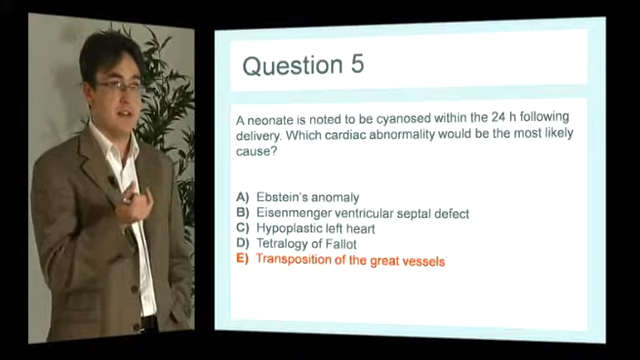 Question 5
A neonate is noted to be cyanosed within the 24 h following
delivery. Which cardiac abnormality would be the most likely
cause?
A) Ebstein's anomaly
B) Eisenmenger ventricular septal defect
C) Hypoplastic left heart
D) Tetralogy of Fallot
E) Transposition of the great vessels